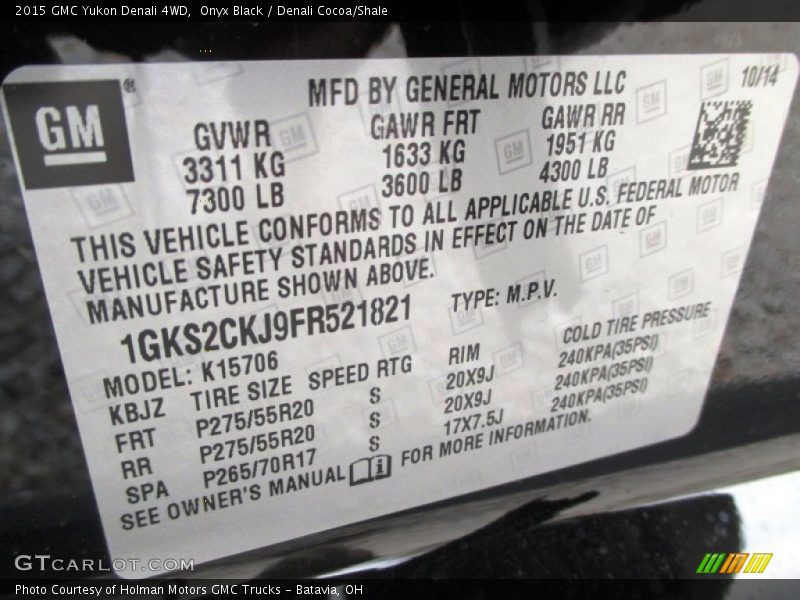 2015 GMC Yukon Denali 4WD,  Onyx Black / Denali Cocoa/Shale
GM®
MFD BY GENERAL MOTORS LLC
10/14
GVWR GAWR FRT GAWR RR
3311 KG 1633 KG 1951 KG
7300 LB 3600 LB 4300 LB
THIS VEHICLE CONFORMS TO ALL APPLICABLE U.S. FEDERAL MOTOR
VEHICLE SAFETY STANDARDS IN EFFECT ON THE DATE OF
MANUFACTURE SHOWN ABOVE.
1GKS2CKJ9FR521821 TYPE: M.P.V.
MODEL: K15706
KBJZ TIRE SIZE SPEED RTG RIM COLD TIRE PRESSURE
FRT P275/55R20 S 20X9J 240KPA(35PSI)
RR P275/55R20 S 20X9J 240KPA(35PSI)
SPA P265/70R17 S 17X7.5J 240KPA(35PSI)
SEE OWNER'S MANUAL FOR MORE INFORMATION.
GTCARLOT.COM
Photo Courtesy of Holman Motors GMC Trucks - Batavia, OH